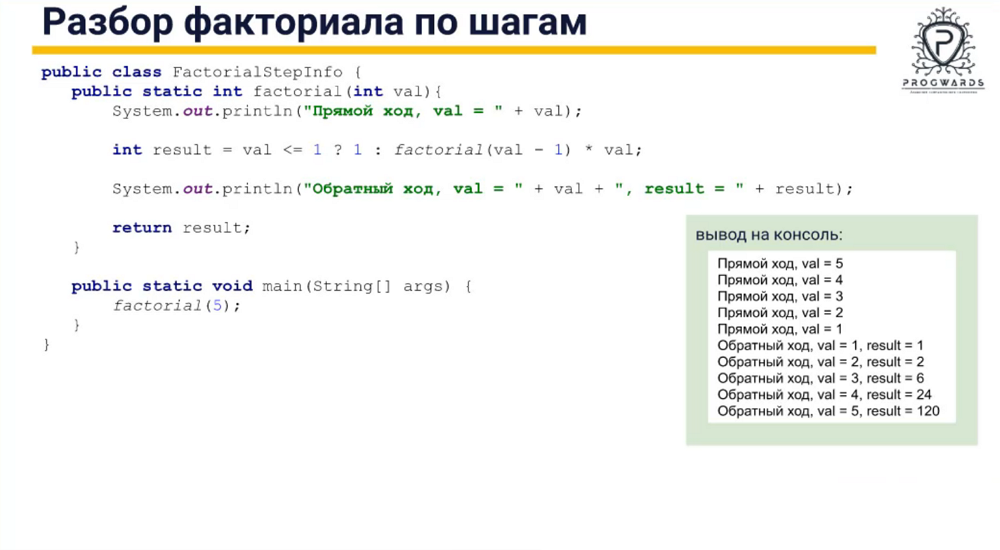 Разбор факториала по шагам
PROGWARDS
public class FactorialStepInfo {
public static int factorial(int val){
System.out.println("Прямой ход, val = " + val);
int result = val <= 1 ? 1 : factorial(val - 1) * val;
System.out.println("Обратный ход, val = " + val + ", result = " + result);
return result;
}
public static void main(String[] args) {
factorial(5);
}
}
вывод на консоль:
Прямой ход, val = 5
Прямой ход, val = 4
Прямой ход, val = 3
Прямой ход, val = 2
Прямой ход, val = 1
Обратный ход, val = 1, result = 1
Обратный ход, val = 2, result = 2
Обратный ход, val = 3, result = 6
Обратный ход, val = 4, result = 24
Обратный ход, val = 5, result = 120